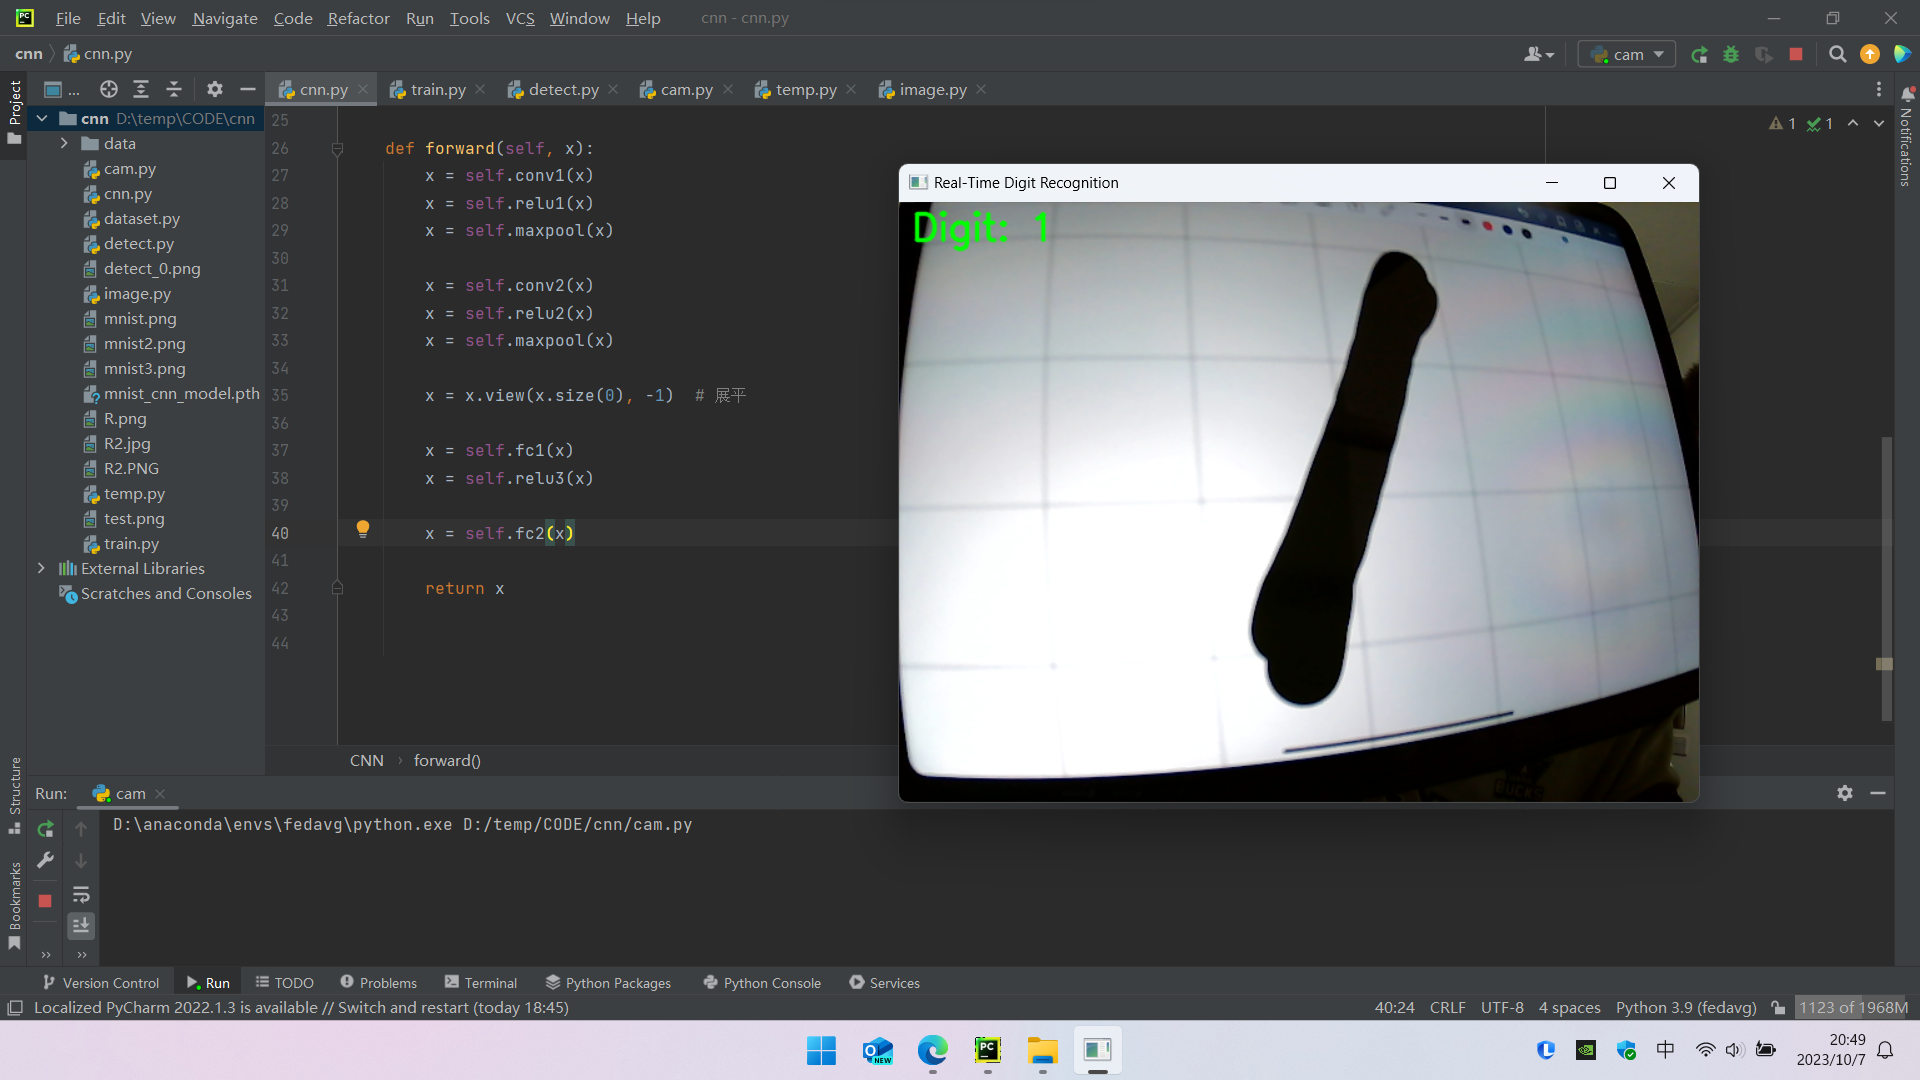 File Edit View Navigate Code Refactor Run Tools VCS Window Help cnn - cnn.py
cnn cnn.py
cam
Project
...
cnn.py train.py detect.py cam.py temp.py image.py
Notifications
cnn D:\temp\CODE\cnn
data
cam.py
cnn.py
dataset.py
detect.py
detect_0.png
image.py
mnist.png
mnist2.png
mnist3.png
mnist_cnn_model.pth
R.png
R2.jpg
R2.PNG
temp.py
test.png
train.py
External Libraries
Scratches and Consoles
1 1
25
26 def forward(self, x):
27 x = self.conv1(x)
28 x = self.relu1(x)
29 x = self.maxpool(x)
30
31 x = self.conv2(x)
32 x = self.relu2(x)
33 x = self.maxpool(x)
34
35 x = x.view(x.size(0), -1) # 展平
36
37 x = self.fc1(x)
38 x = self.relu3(x)
39
40 x = self.fc2(x)
41
42 return x
43
44
CNN › forward()
Real-Time Digit Recognition
Digit: 1
Structure
Bookmarks
Run: cam
D:\anaconda\envs\fedavg\python.exe D:/temp/CODE/cnn/cam.py
Version Control Run TODO Problems Terminal Python Packages Python Console Services
Localized PyCharm 2022.1.3 is available // Switch and restart (today 18:45)
40:24 CRLF UTF-8 4 spaces Python 3.9 (fedavg) 1123 of 1968M
PC
NEW
中
20:49
2023/10/7